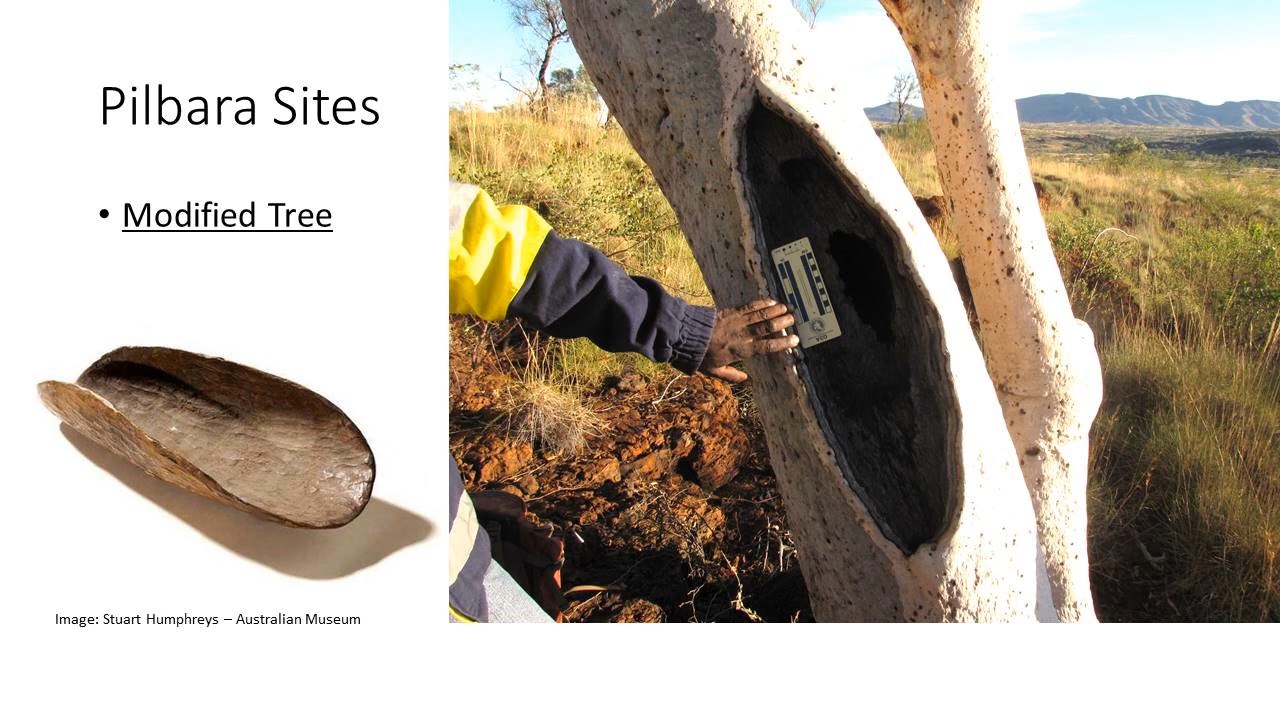 Pilbara Sites
• Modified Tree
Image: Stuart Humphreys – Australian Museum